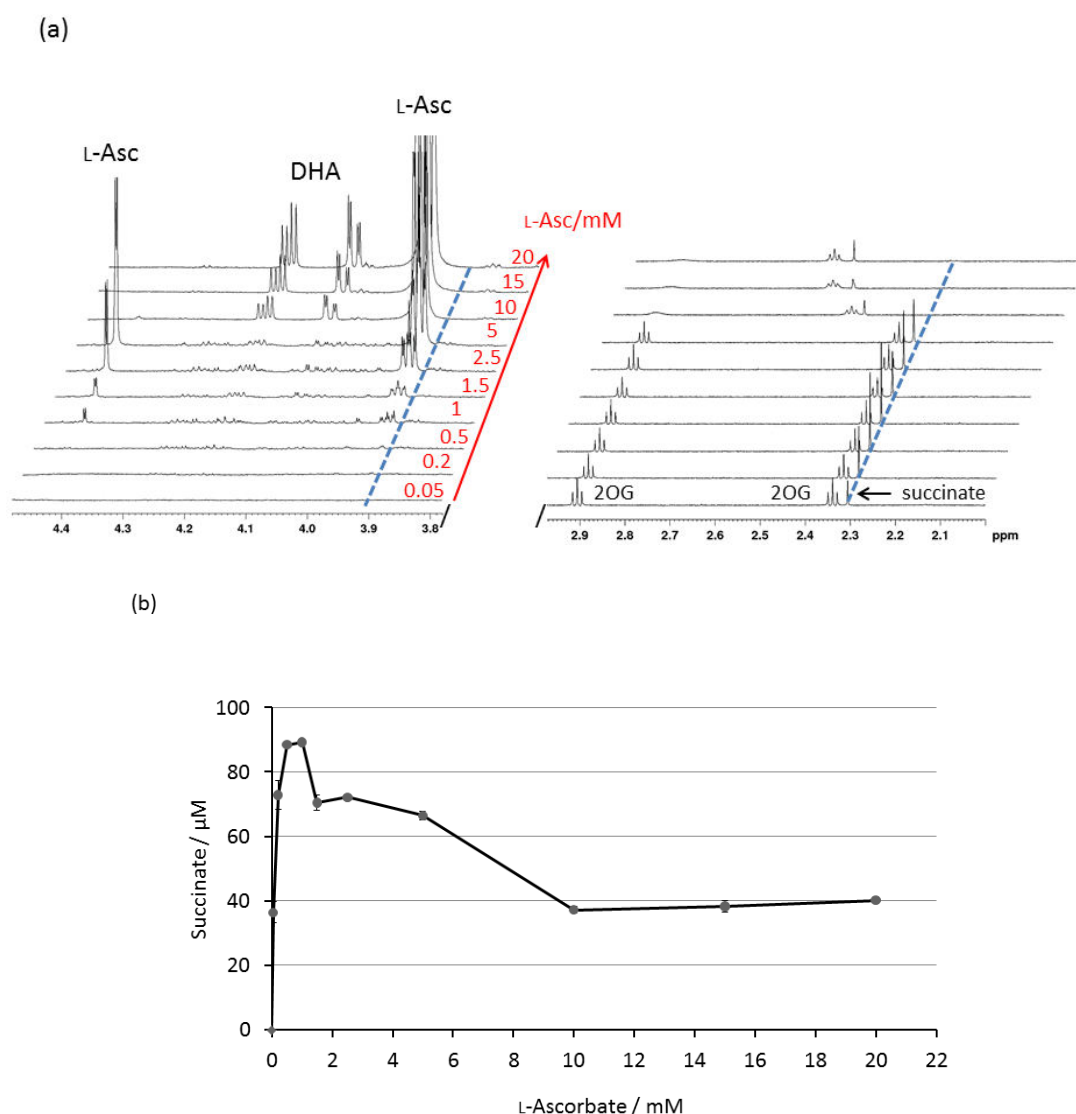 (a)
L-Asc
L-Asc
DHA
L-Asc/mM
20
15
10
5
2.5
1.5
1
0.5
0.2
0.05
2OG
2OG
succinate
4.4 4.3 4.2 4.1 4.0 3.9 3.8
2.9 2.8 2.7 2.6 2.5 2.4 2.3 2.2 2.1 ppm
(b)
100
80
60
40
20
0
Succinate / µM
0 2 4 6 8 10 12 14 16 18 20 22
L-Ascorbate / mM